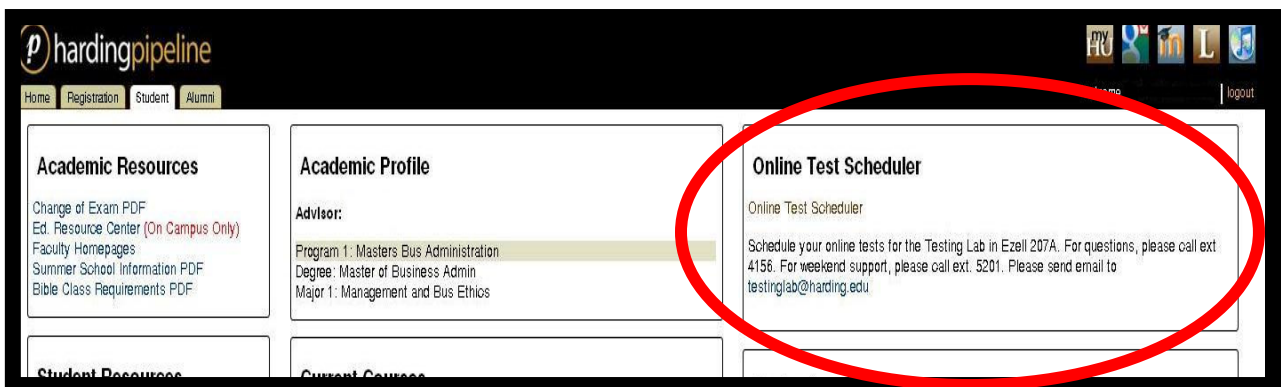 hardingpipeline
my HU
in
L
Home Registration Student Alumni
logout
Academic Resources
Change of Exam PDF
Ed. Resource Center (On Campus Only)
Faculty Homepages
Summer School Information PDF
Bible Class Requirements PDF
Academic Profile
Advisor:
Program 1: Masters Bus Administration
Degree: Master of Business Admin
Major 1: Management and Bus Ethics
Online Test Scheduler
Online Test Scheduler
Schedule your online tests for the Testing Lab in Ezell 207A. For questions, please call ext
4156. For weekend support, please call ext. 5201. Please send email to
testinglab@harding.edu
Student Resources
Current Courses